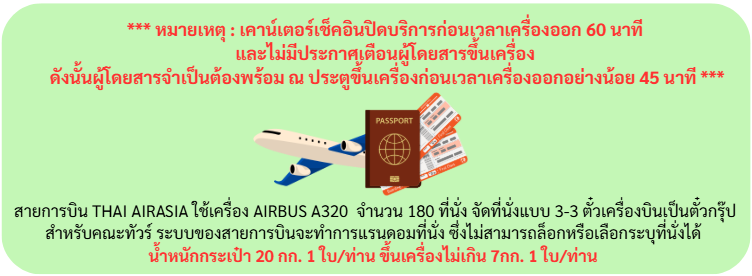 *** หมายเหตุ : เคาน์เตอร์เช็คอินปิดบริการก่อนเวลาเครื่องออก 60 นาที
และไม่มีประกาศเตือนผู้โดยสารขึ้นเครื่อง
ดังนั้นผู้โดยสารจำเป็นต้องพร้อม ณ ประตูขึ้นเครื่องก่อนเวลาเครื่องออกอย่างน้อย 45 นาที ***
PASSPORT
สายการบิน THAI AIRASIA ใช้เครื่อง AIRBUS A320 จำนวน 180 ที่นั่ง จัดที่นั่งแบบ 3-3 ตั๋วเครื่องบินเป็นตั๋วกรุ๊ป
สำหรับคณะทัวร์ ระบบของสายการบินจะทำการแรนดอมที่นั่ง ซึ่งไม่สามารถล็อกหรือเลือกระบุที่นั่งได้
น้ำหนักกระเป๋า 20 กก. 1 ใบ/ท่าน ขึ้นเครื่องไม่เกิน 7กก. 1 ใบ/ท่าน